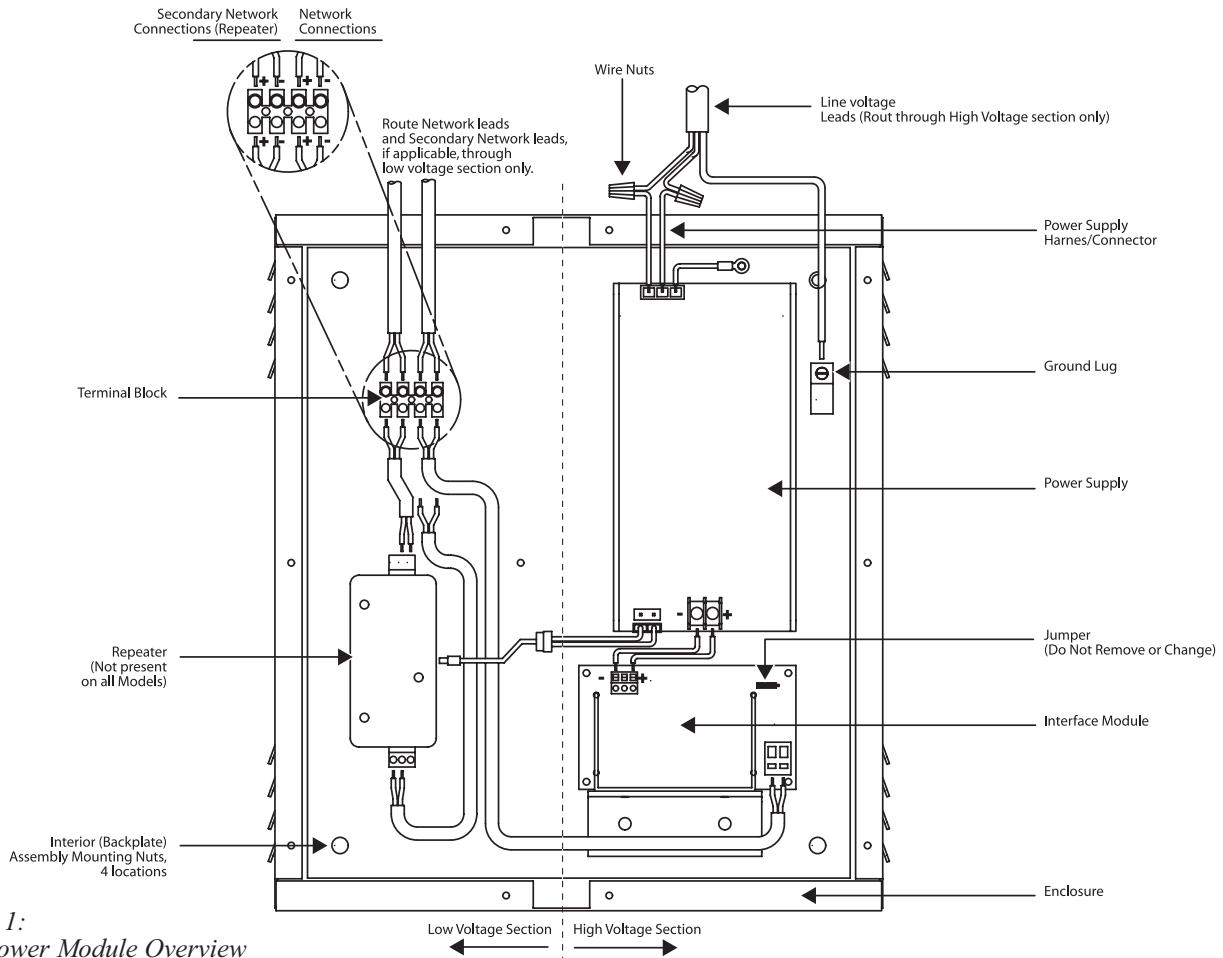 Secondary Network
Connections (Repeater)
Network
Connections
+ - + -
+ - + -
Wire Nuts
Line voltage
Leads (Rout through High Voltage section only)
Route Network leads
and Secondary Network leads,
if applicable, through
low voltage section only.
Power Supply
Harnes/Connector
Terminal Block
Ground Lug
Power Supply
- +
Repeater
(Not present
on all Models)
Jumper
(Do Not Remove or Change)
- +
Interface Module
Interior (Backplate)
Assembly Mounting Nuts,
4 locations
Enclosure
Low Voltage Section
High Voltage Section
1:
ower Module Overview